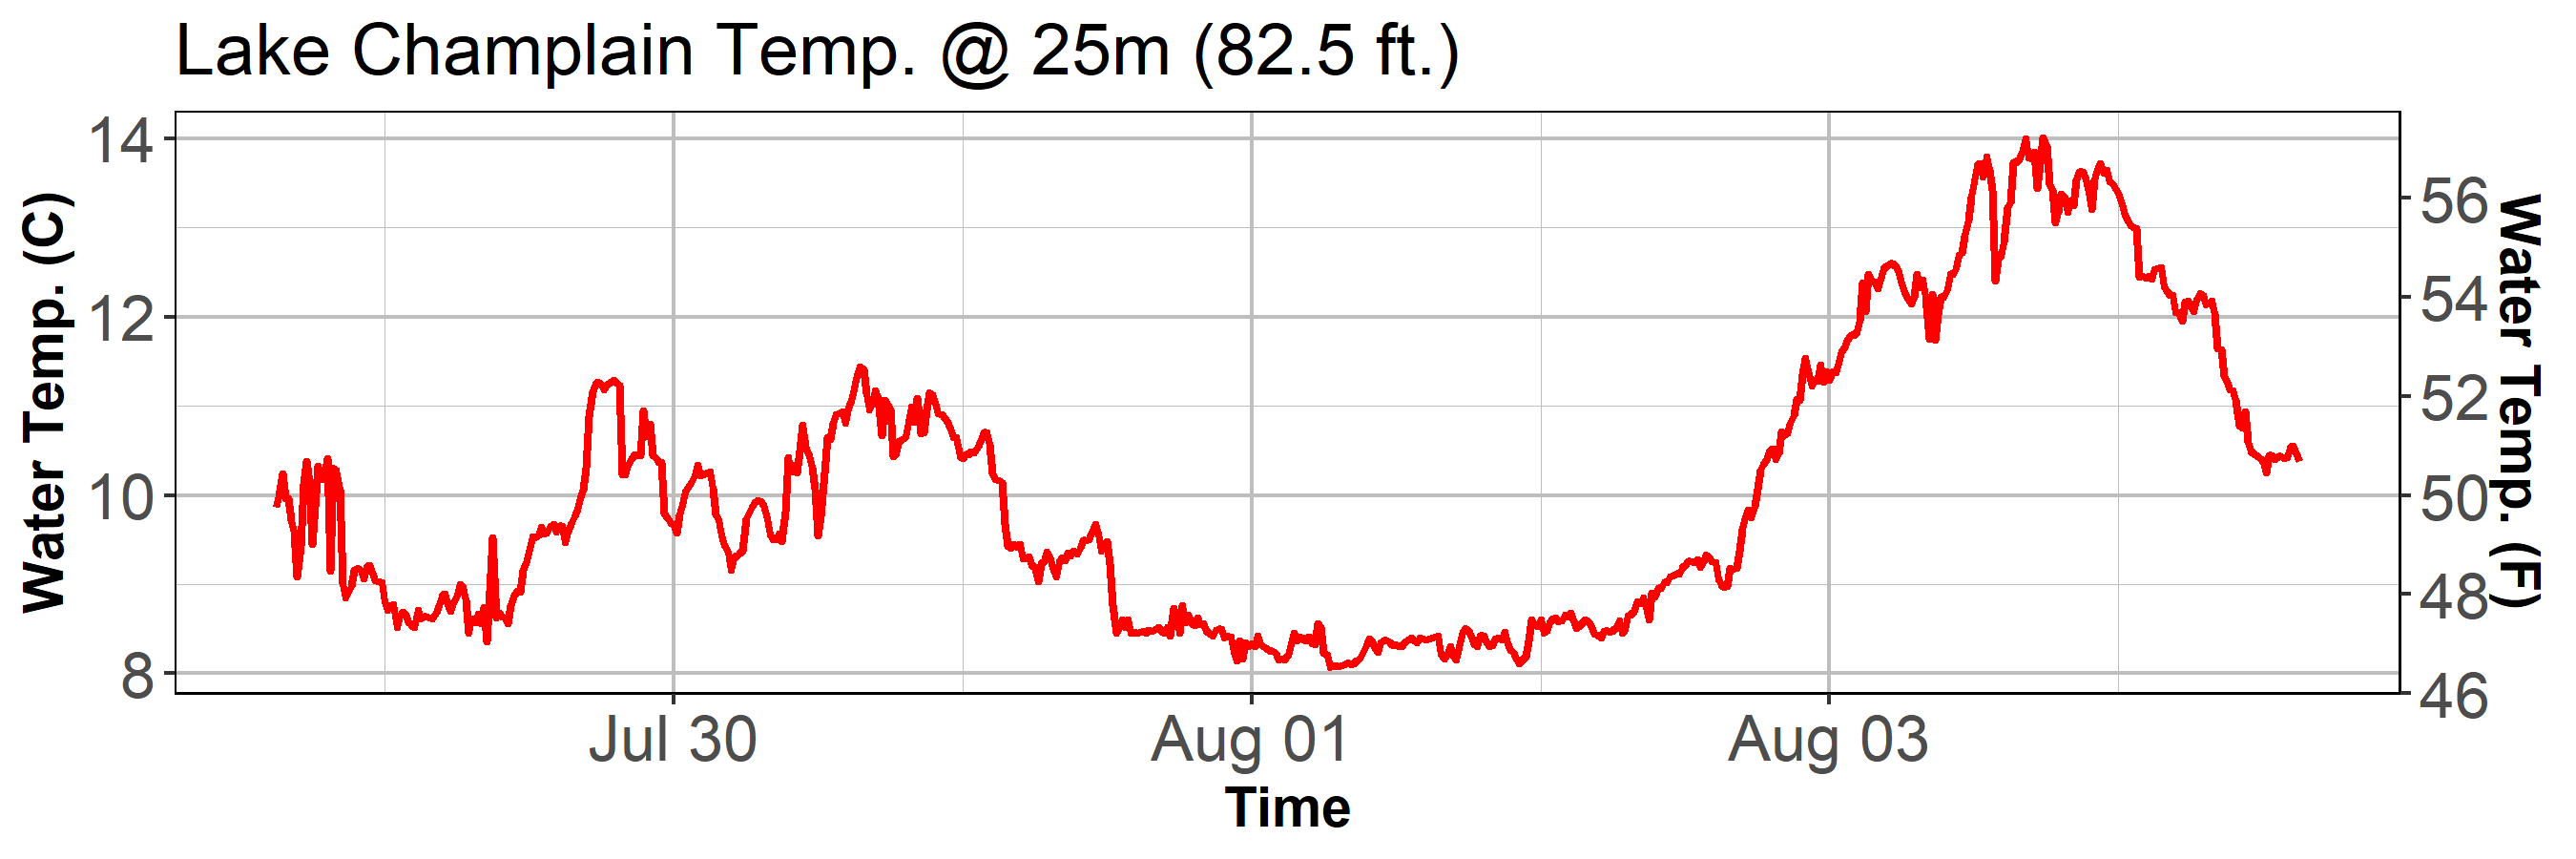 Lake Champlain Temp. @ 25m (82.5 ft.)
Water Temp. (C)
14
12
10
8
56
54
52
50
48
46
Water Temp. (F)
Jul 30
Aug 01
Aug 03
Time